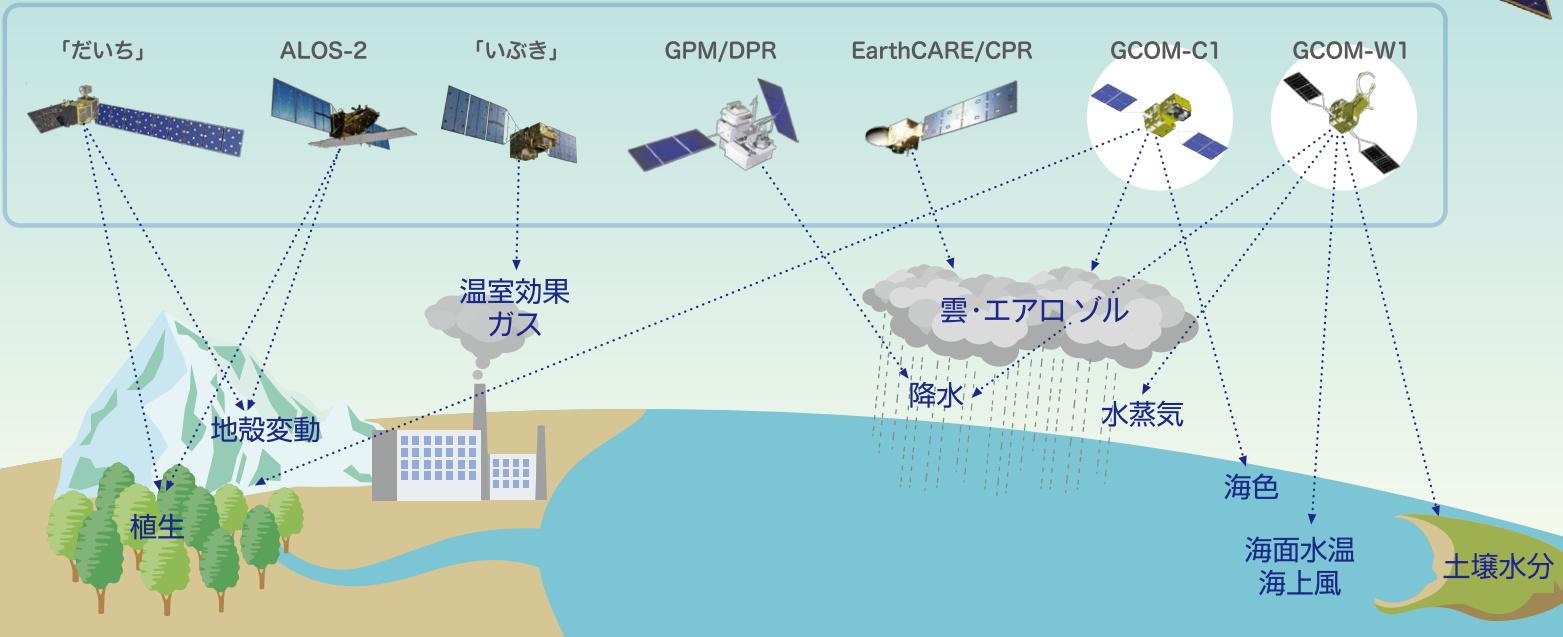 「だいち」
ALOS-2
「いぶき」
GPM/DPR
EarthCARE/CPR
GCOM-C1
GCOM-W1
温室効果
ガス
雲・エアロ ゾル
降水
水蒸気
地殻変動
海色
植生
海面水温
海上風
土壌水分